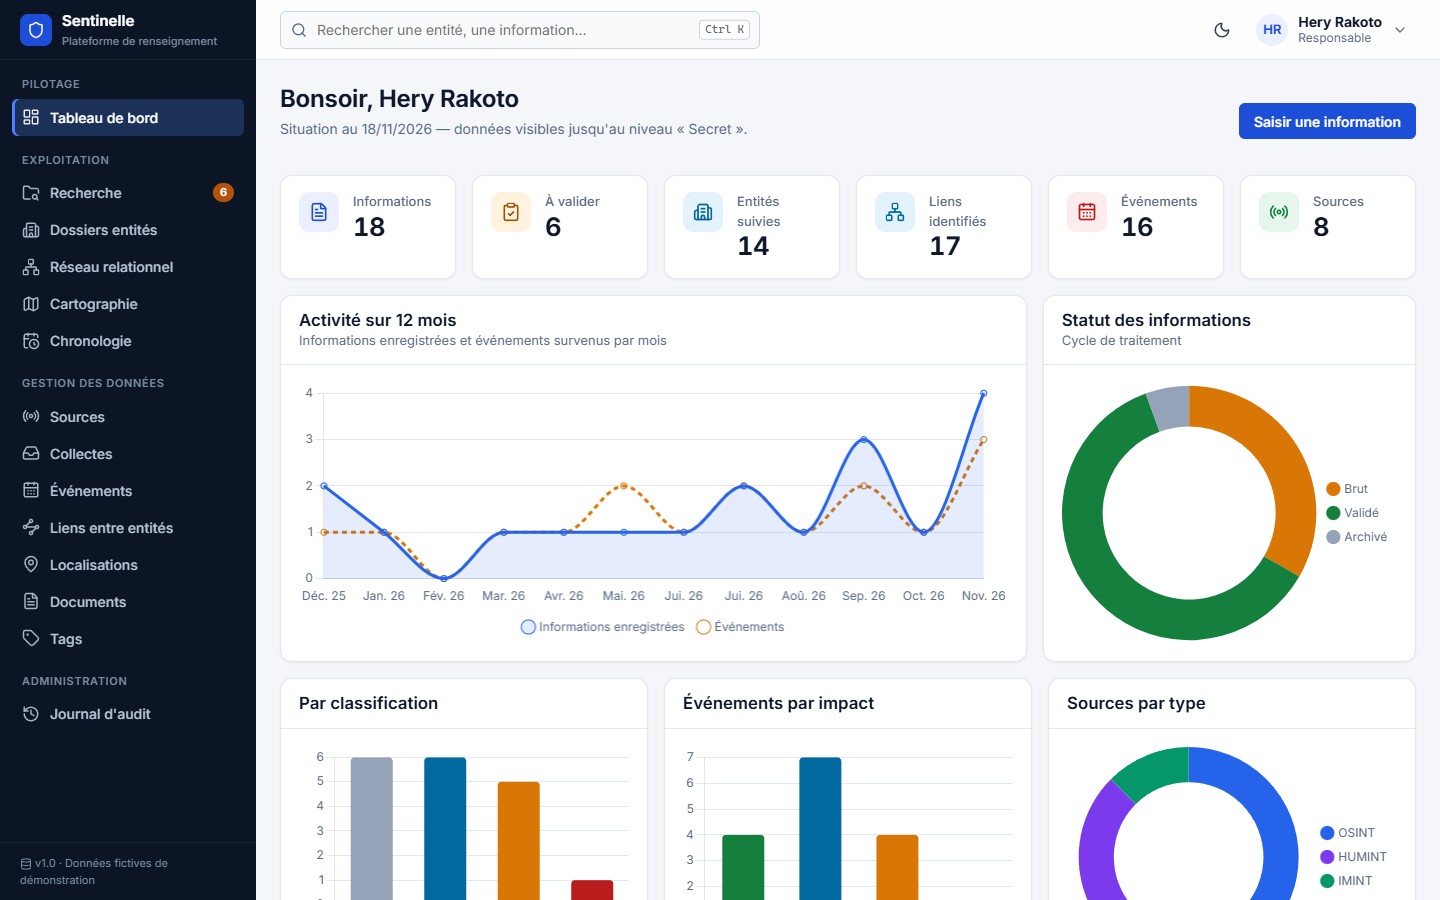 Sentinelle
Plateforme de renseignement
Rechercher une entité, une information...
Ctrl K
HR
Hery Rakoto
Responsable
PILOTAGE
Tableau de bord
EXPLOITATION
Recherche
6
Dossiers entités
Réseau relationnel
Cartographie
Chronologie
GESTION DES DONNÉES
Sources
Collectes
Événements
Liens entre entités
Localisations
Documents
Tags
ADMINISTRATION
Journal d'audit
v1.0 · Données fictives de
démonstration
Bonsoir, Hery Rakoto
Situation au 18/11/2026 — données visibles jusqu'au niveau « Secret ».
Saisir une information
Informations
18
À valider
6
Entités
suivies
14
Liens
identifiés
17
Événements
16
Sources
8
Activité sur 12 mois
Informations enregistrées et événements survenus par mois
4
3
2
1
0
Déc. 25 Jan. 26 Fév. 26 Mar. 26 Avr. 26 Mai. 26 Jui. 26 Jui. 26 Aoû. 26 Sep. 26 Oct. 26 Nov. 26
Informations enregistrées Événements
Statut des informations
Cycle de traitement
Brut
Validé
Archivé
Par classification
6
5
4
3
2
1
Événements par impact
7
6
5
4
3
2
Sources par type
OSINT
HUMINT
IMINT